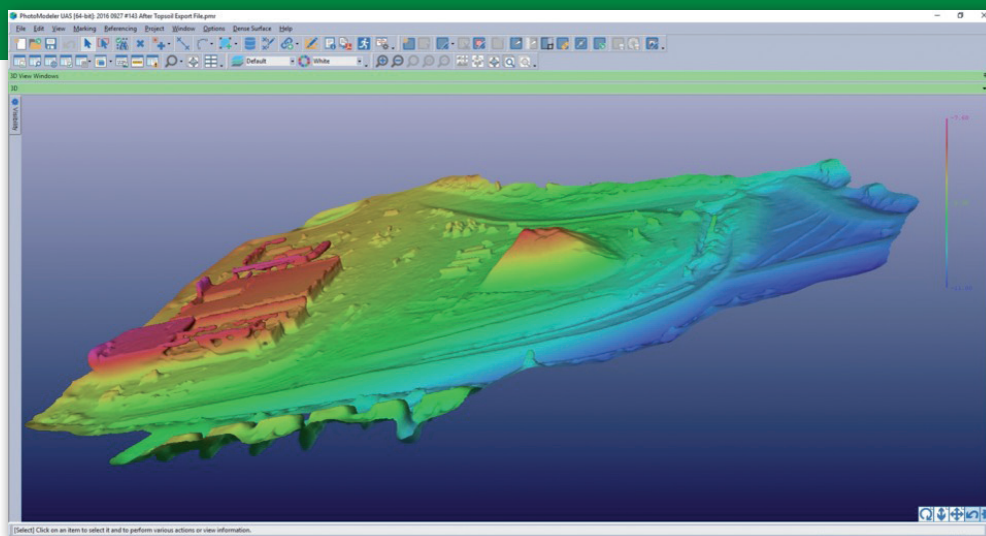 PhotoModeler UAS [64-bit]: 2016 0927 #143 After Topsoil Export File.pmv
File Edit View Marking Referencing Project Window Options Dense Surface Help
Default White
3D View Windows
3D
Visibility
[Select] Click on an item to select it and to perform various actions or view information.